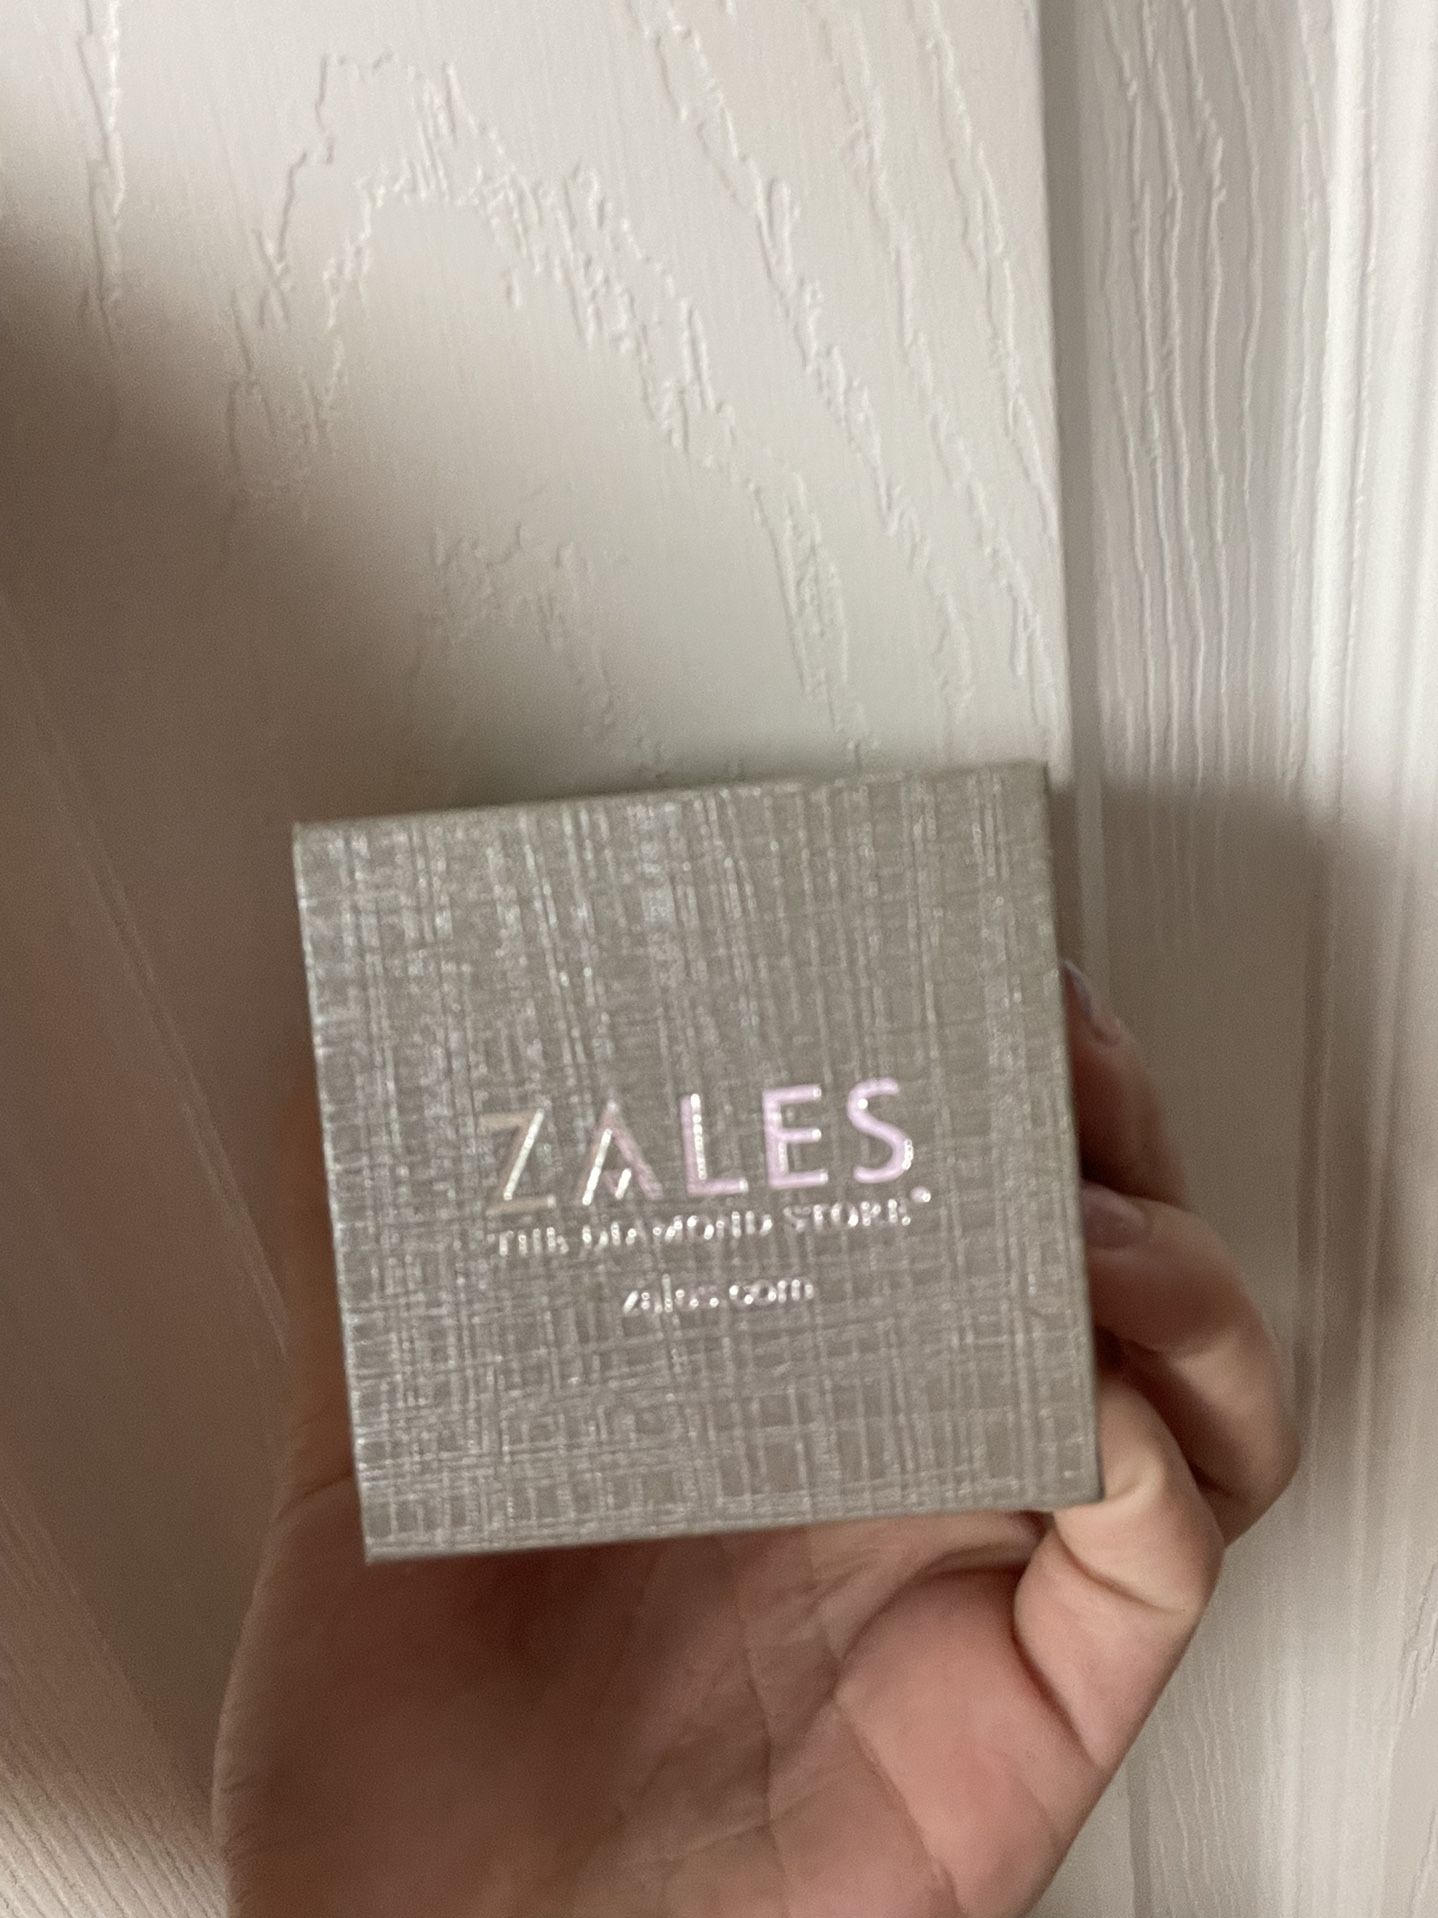 ZALES
THE DIAMOND STORE®
zales.com